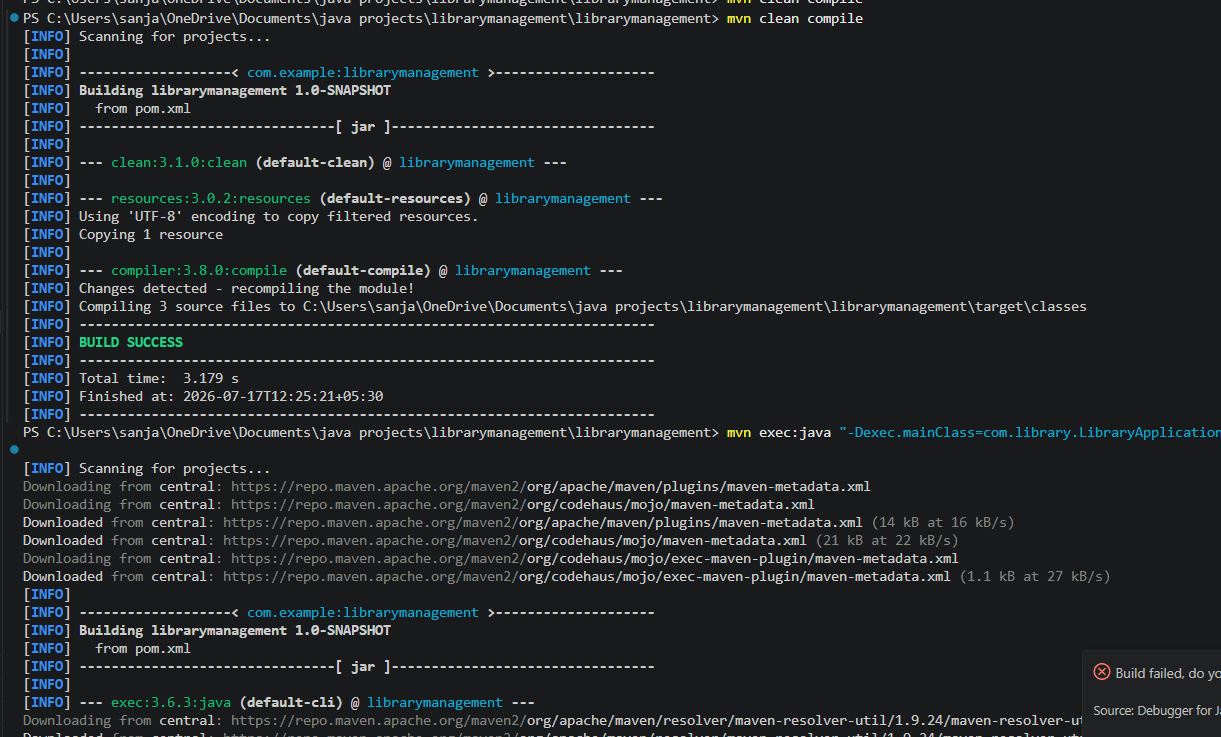 PS C:\Users\sanja\OneDrive\Documents\java projects\librarymanagement\librarymanagement> mvn clean compile
PS C:\Users\sanja\OneDrive\Documents\java projects\librarymanagement\librarymanagement> mvn clean compile
[INFO] Scanning for projects...
[INFO]
[INFO] -------------------< com.example:librarymanagement >--------------------
[INFO] Building librarymanagement 1.0-SNAPSHOT
[INFO]   from pom.xml
[INFO] --------------------------------[ jar ]---------------------------------
[INFO]
[INFO] --- clean:3.1.0:clean (default-clean) @ librarymanagement ---
[INFO]
[INFO] --- resources:3.0.2:resources (default-resources) @ librarymanagement ---
[INFO] Using 'UTF-8' encoding to copy filtered resources.
[INFO] Copying 1 resource
[INFO]
[INFO] --- compiler:3.8.0:compile (default-compile) @ librarymanagement ---
[INFO] Changes detected - recompiling the module!
[INFO] Compiling 3 source files to C:\Users\sanja\OneDrive\Documents\java projects\librarymanagement\librarymanagement\target\classes
[INFO] ------------------------------------------------------------------------
[INFO] BUILD SUCCESS
[INFO] ------------------------------------------------------------------------
[INFO] Total time:  3.179 s
[INFO] Finished at: 2026-07-17T12:25:21+05:30
[INFO] ------------------------------------------------------------------------
PS C:\Users\sanja\OneDrive\Documents\java projects\librarymanagement\librarymanagement> mvn exec:java "-Dexec.mainClass=com.library.LibraryApplication
[INFO] Scanning for projects...
Downloading from central: https://repo.maven.apache.org/maven2/org/apache/maven/plugins/maven-metadata.xml
Downloading from central: https://repo.maven.apache.org/maven2/org/codehaus/mojo/maven-metadata.xml
Downloaded from central: https://repo.maven.apache.org/maven2/org/apache/maven/plugins/maven-metadata.xml (14 kB at 16 kB/s)
Downloaded from central: https://repo.maven.apache.org/maven2/org/codehaus/mojo/maven-metadata.xml (21 kB at 22 kB/s)
Downloading from central: https://repo.maven.apache.org/maven2/org/codehaus/mojo/exec-maven-plugin/maven-metadata.xml
Downloaded from central: https://repo.maven.apache.org/maven2/org/codehaus/mojo/exec-maven-plugin/maven-metadata.xml (1.1 kB at 27 kB/s)
[INFO]
[INFO] -------------------< com.example:librarymanagement >--------------------
[INFO] Building librarymanagement 1.0-SNAPSHOT
[INFO]   from pom.xml
[INFO] --------------------------------[ jar ]---------------------------------
[INFO]
[INFO] --- exec:3.6.3:java (default-cli) @ librarymanagement ---
Downloading from central: https://repo.maven.apache.org/maven2/org/apache/maven/resolver/maven-resolver-util/1.9.24/maven-resolver-ut
Build failed, do yo
Source: Debugger for Ja